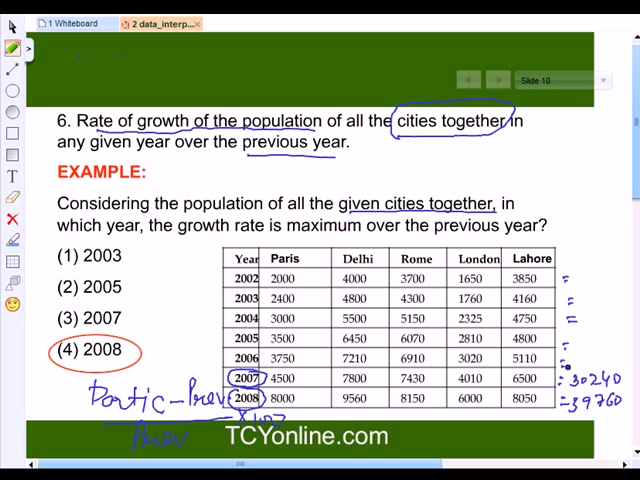 1 Whiteboard
2 data_interp...
Slide 10
6. Rate of growth of the population of all the cities together in
any given year over the previous year.
EXAMPLE:
Considering the population of all the given cities together, in
which year, the growth rate is maximum over the previous year?
(1) 2003
(2) 2005
(3) 2007
(4) 2008
Year Paris Delhi Rome London Lahore
2002 2000 4000 3700 1650 3850 =
2003 2400 4800 4300 1760 4160 =
2004 3000 5500 5150 2325 4750 =
2005 3500 6450 6070 2810 4800 =
2006 3750 7210 6910 3020 5110 =
2007 4500 7800 7430 4010 6500 = 30240
2008 8000 9560 8150 6000 8050 = 39760
Partic - Prev
Prev
×100
TCYonline.com